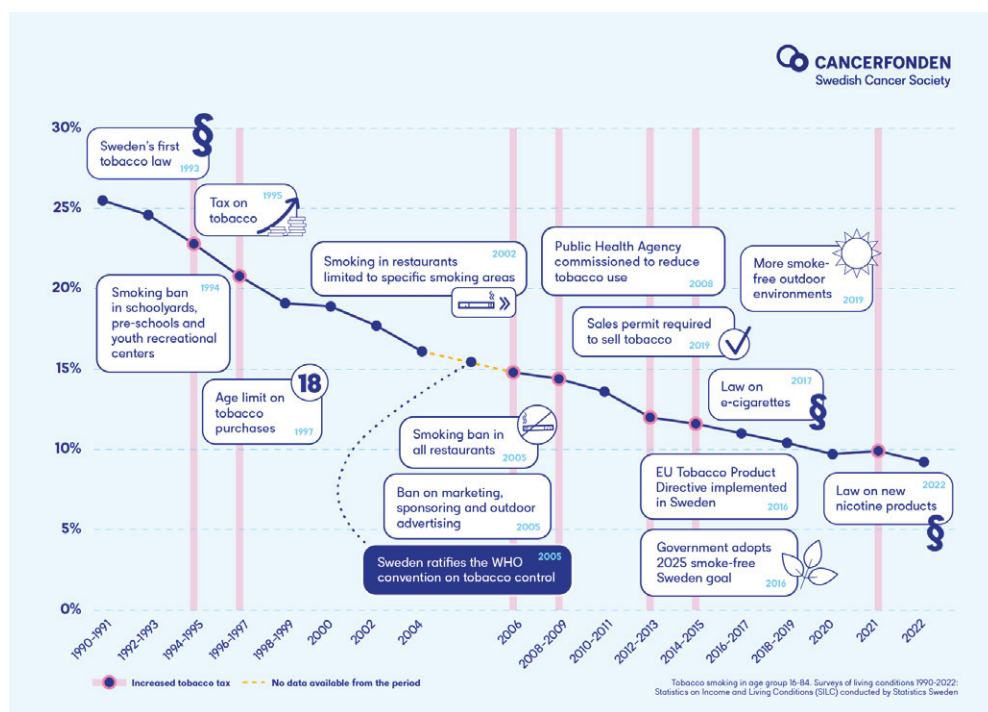 CANCERFONDEN
Swedish Cancer Society
30%
25%
20%
15%
10%
5%
0%
Sweden's first
tobacco law
1993
§
Tax on
tobacco
1995
Smoking ban
in schoolyards,
pre-schools and
youth recreational
centers
1994
Age limit on
tobacco
purchases
1997
18
Smoking in restaurants
limited to specific smoking areas
2002
Smoking ban in
all restaurants
2005
Ban on marketing,
sponsoring and outdoor
advertising
2005
Sweden ratifies the WHO
convention on tobacco control
2005
Public Health Agency
commissioned to reduce
tobacco use
2008
Sales permit required
to sell tobacco
2019
More smoke-
free outdoor
environments
2019
Law on
e-cigarettes
2017
§
EU Tobacco Product
Directive implemented
in Sweden
2016
Government adopts
2025 smoke-free
Sweden goal
2016
Law on new
nicotine products
2022
§
1990-1991
1992-1993
1994-1995
1996-1997
1998-1999
2000
2002
2004
2006
2008-2009
2010-2011
2012-2013
2014-2015
2016-2017
2018-2019
2020
2021
2022
Increased tobacco tax
No data available from the period
Tobacco smoking in age group 16-84. Surveys of living conditions 1990-2022:
Statistics on Income and Living Conditions (SILC) conducted by Statistics Sweden